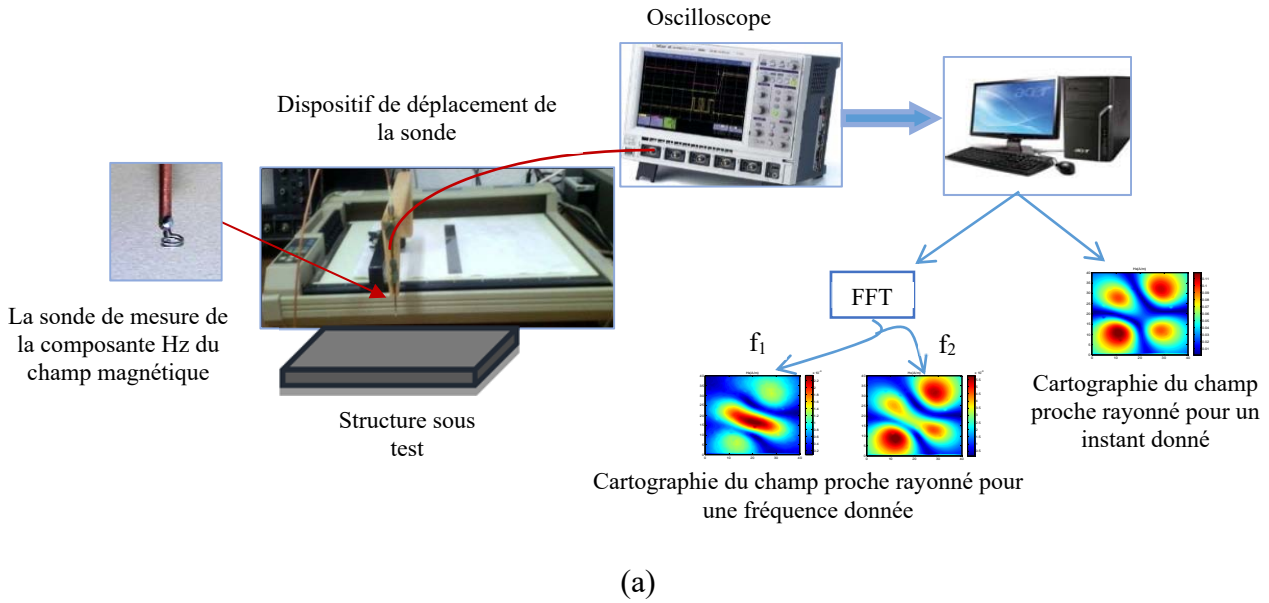 Oscilloscope
Dispositif de déplacement de
la sonde
La sonde de mesure de
la composante Hz du
champ magnétique
Structure sous
test
FFT
f1
f2
Cartographie du champ proche rayonné pour
une fréquence donnée
Cartographie du champ
proche rayonné pour un
instant donné
(a)